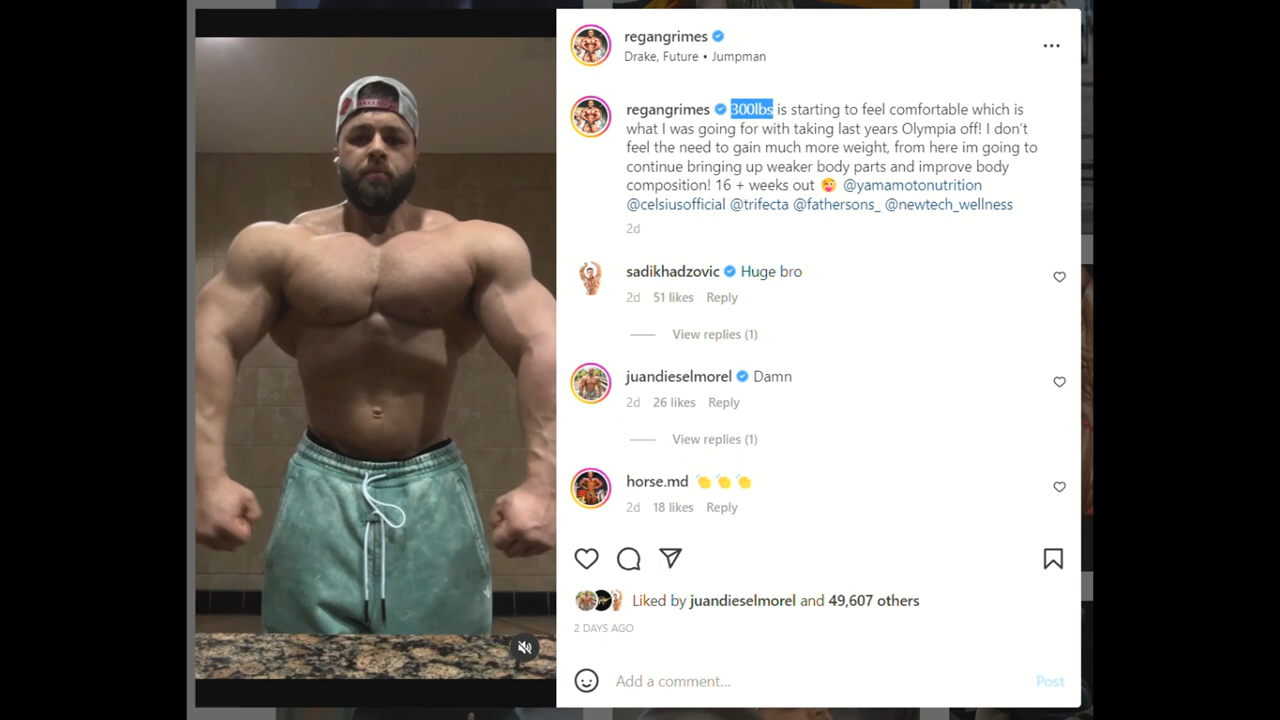 regangrimes
Drake, Future • Jumpman
regangrimes 300lbs is starting to feel comfortable which is
what I was going for with taking last years Olympia off! I don't
feel the need to gain much more weight, from here im going to
continue bringing up weaker body parts and improve body
composition! 16 + weeks out 🥳 @yamamotonutrition
@celsiusofficial @trifecta @fathersons_ @newtech_wellness
2d
sadikhadzovic Huge bro
2d 51 likes Reply
View replies (1)
juandieselmorel Damn
2d 26 likes Reply
View replies (1)
horse.md 👏👏👏
2d 18 likes Reply
Liked by juandieselmorel and 49,607 others
2 DAYS AGO
Add a comment... Post